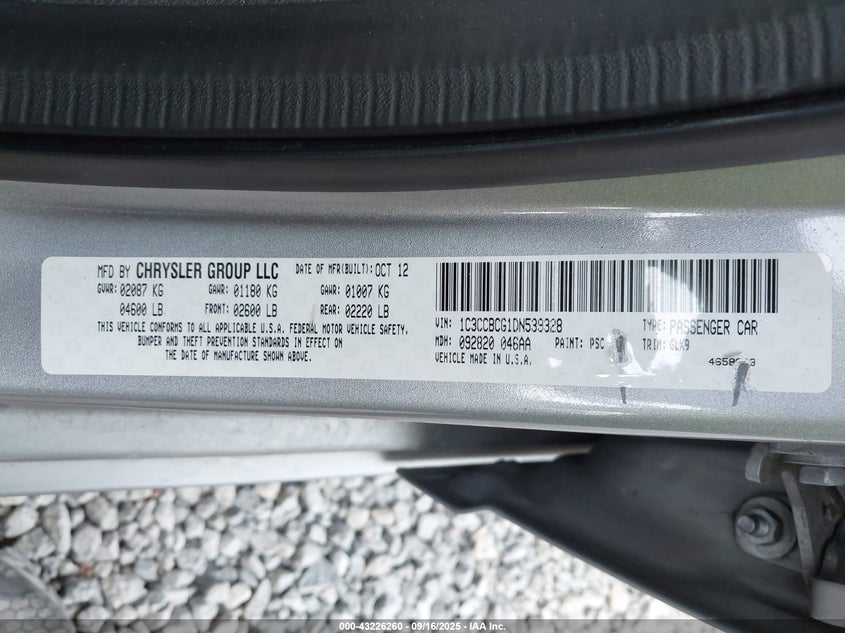 MFD BY CHRYSLER GROUP LLC DATE OF MFR(BUILT): OCT 12
GVWR: 02087 KG GAWR: 01180 KG GAWR: 01007 KG
04600 LB FRONT: 02600 LB REAR: 02220 LB
THIS VEHICLE CONFORMS TO ALL APPLICABLE U.S.A. FEDERAL MOTOR VEHICLE SAFETY,
BUMPER AND THEFT PREVENTION STANDARDS IN EFFECT ON
THE DATE OF MANUFACTURE SHOWN ABOVE.
VIN: 1C3CCBCG1DN539328 TYPE: PASSENGER CAR
MDH: 092820 046AA PAINT: PSC TRIM: GLX9
VEHICLE MADE IN U.S.A.
000-43226260 - 09/16/2025 - IAA Inc.